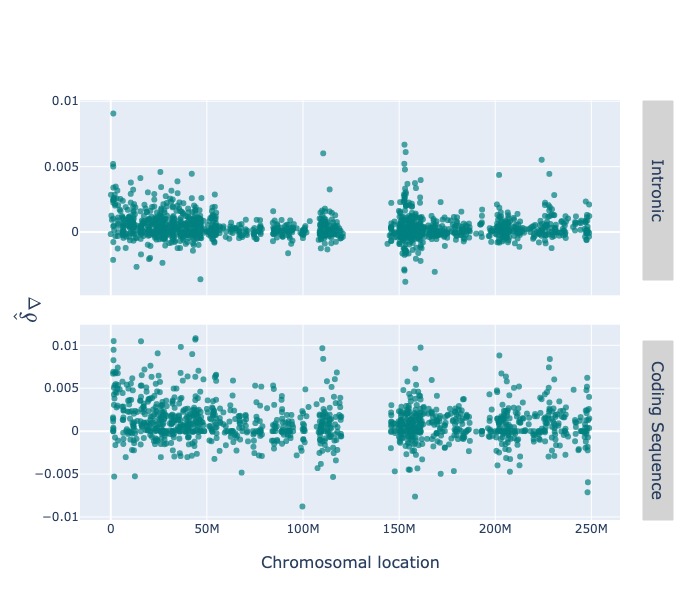 0.01
0.005
0
Intronic
∇ρ̂
0.01
0.005
0
−0.005
−0.01
Coding Sequence
0
50M
100M
150M
200M
250M
Chromosomal location